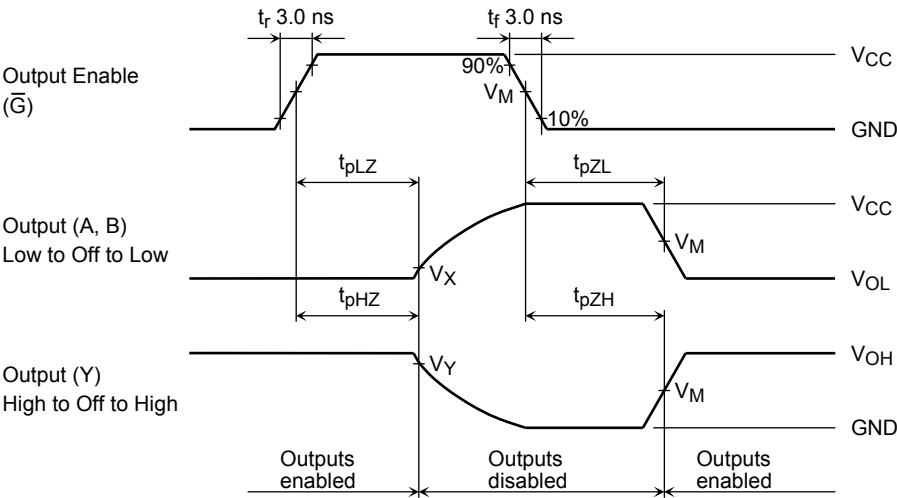 tr 3.0 ns
tf 3.0 ns
Output Enable
(G̅)
90%
VM
10%
VCC
GND
tpLZ
tpZL
Output (A, B)
Low to Off to Low
VCC
VX
VM
VOL
tpHZ
tpZH
Output (Y)
High to Off to High
VY
VOH
VM
GND
Outputs
enabled
Outputs
disabled
Outputs
enabled